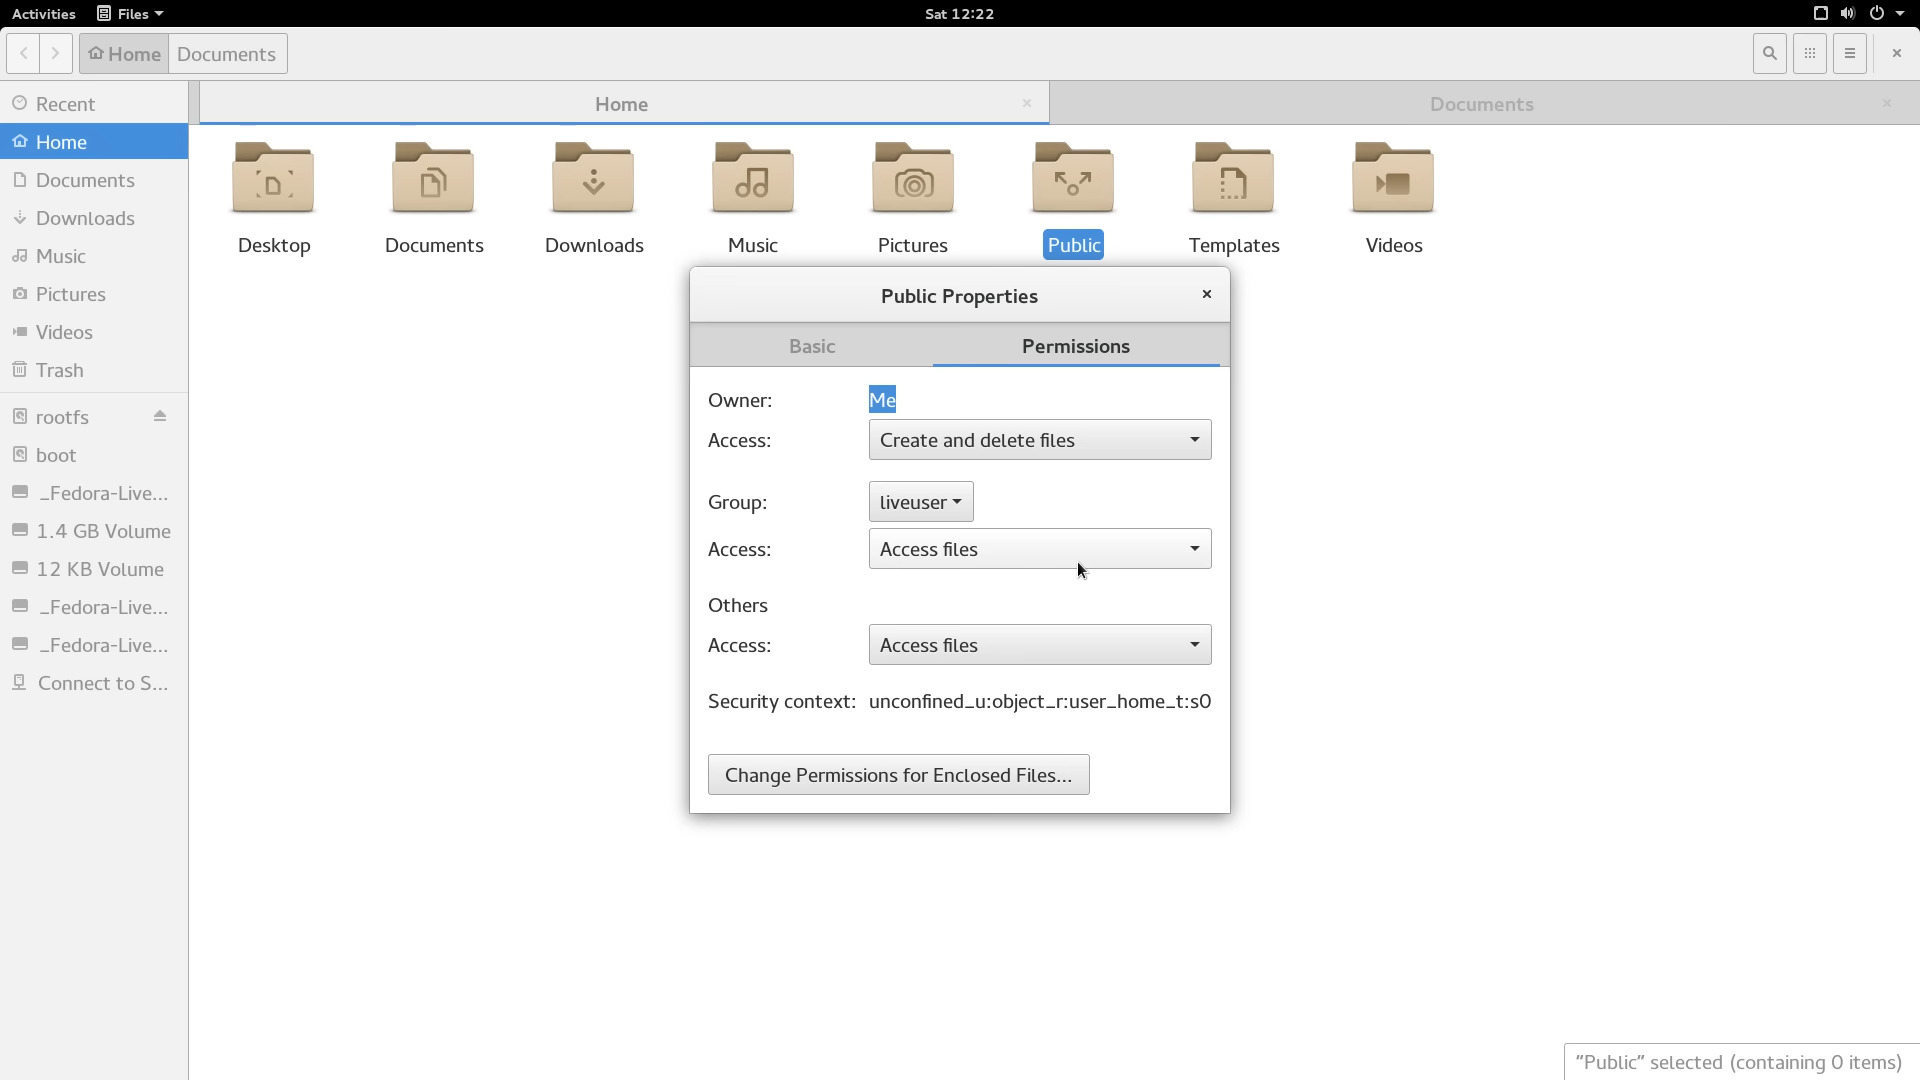 Activities Files Sat 12:22
Home Documents
Home Documents
Recent
Home
Documents
Downloads
Music
Pictures
Videos
Trash
rootfs
boot
_Fedora-Live...
1.4 GB Volume
12 KB Volume
_Fedora-Live...
_Fedora-Live...
Connect to S...
Desktop Documents Downloads Music Pictures Public Templates Videos
Public Properties
Basic Permissions
Owner: Me
Access: Create and delete files
Group: liveuser
Access: Access files
Others
Access: Access files
Security context: unconfined_u:object_r:user_home_t:s0
Change Permissions for Enclosed Files...
"Public" selected (containing 0 items)